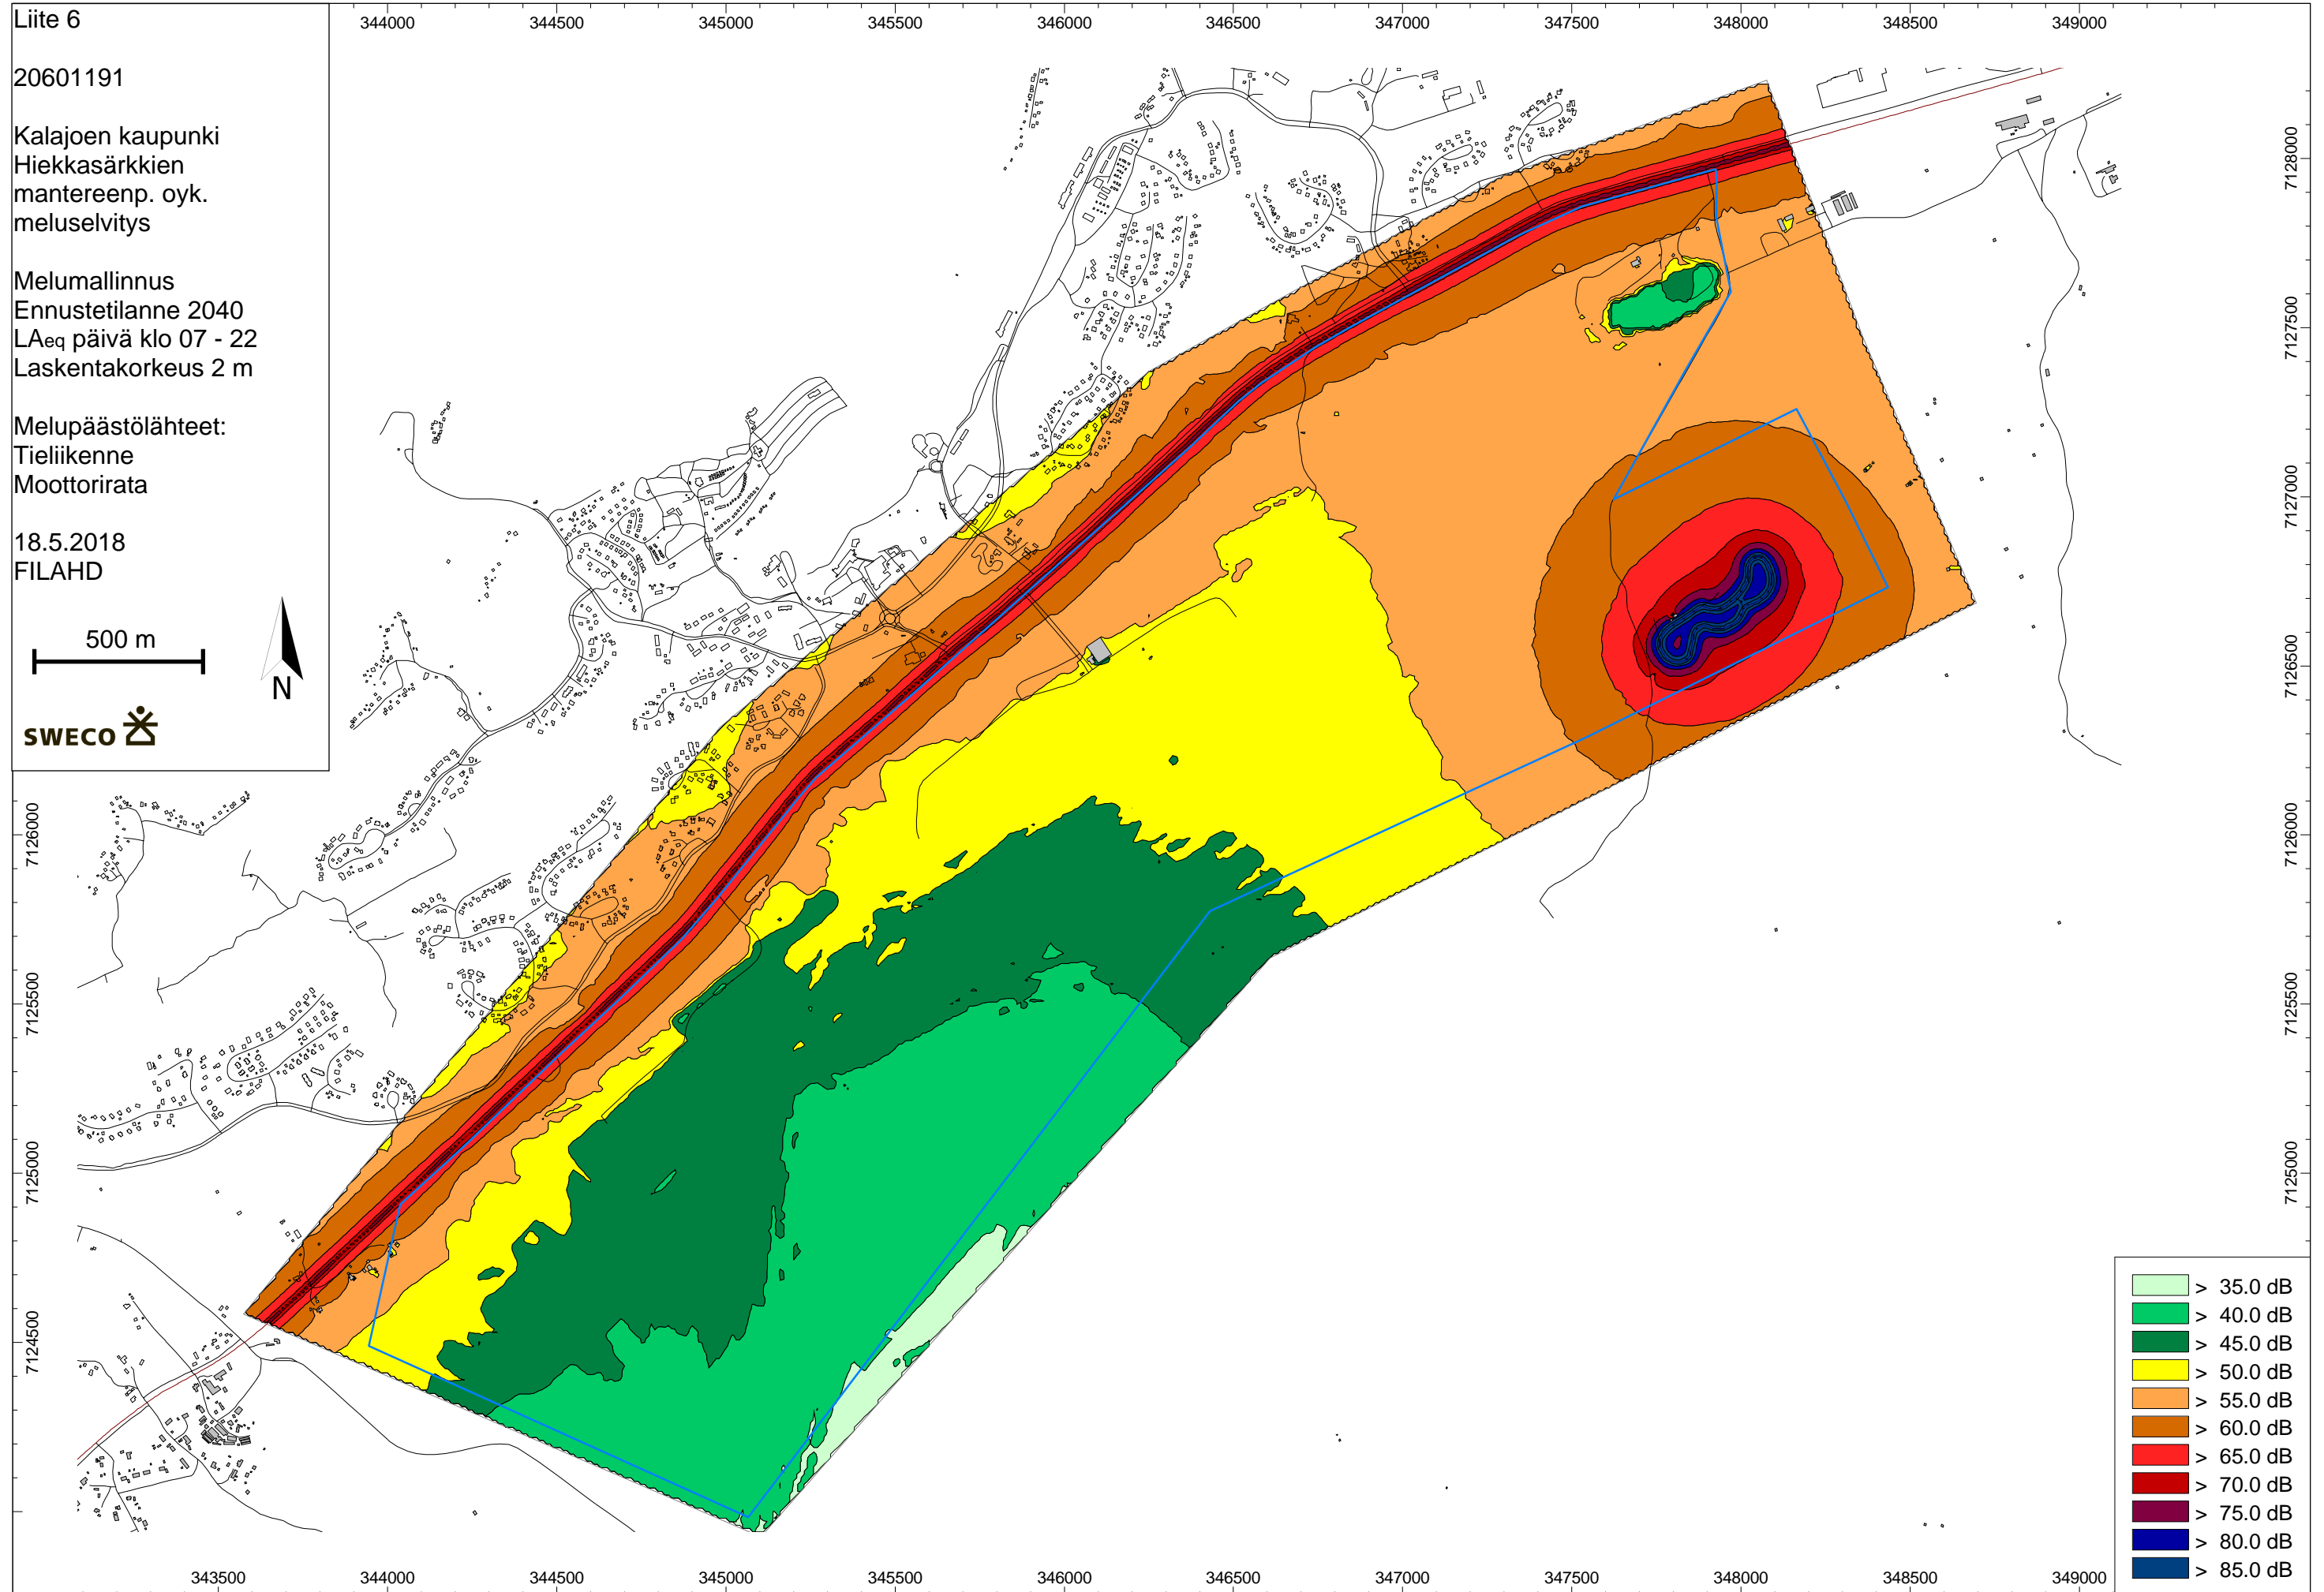 Liite 6
20601191
Kalajoen kaupunki
Hiekkasärkkien
mantereenp. oyk.
meluselvitys
Melumallinnus
Ennustetilanne 2040
LAeq päivä klo 07 - 22
Laskentakorkeus 2 m
Melupäästölähteet:
Tieliikenne
Moottorirata
18.5.2018
FILAHD
500 m
N
SWECO
344000 344500 345000 345500 346000 346500 347000 347500 348000 348500 349000
7128000
7127500
7127000
7126500
7126000
7125500
7125000
7124500
7126000
7125500
7125000
7124500
343500 344000 344500 345000 345500 346000 346500 347000 347500 348000 348500 349000
> 35.0 dB
> 40.0 dB
> 45.0 dB
> 50.0 dB
> 55.0 dB
> 60.0 dB
> 65.0 dB
> 70.0 dB
> 75.0 dB
> 80.0 dB
> 85.0 dB